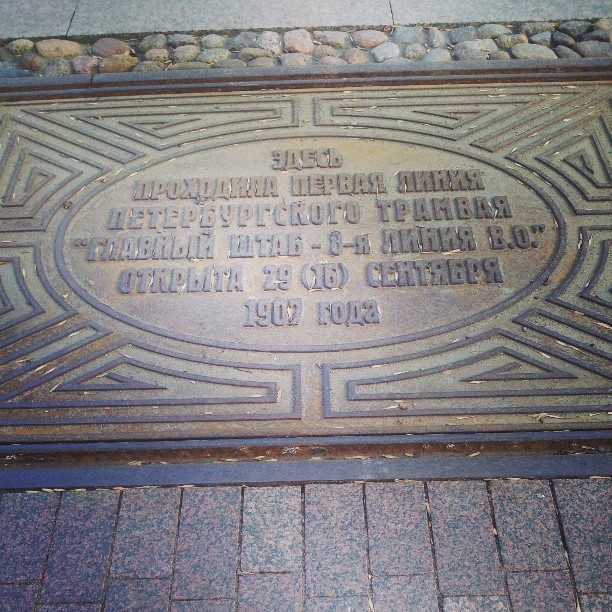 ЗДЕСЬ
ПРОХОДИЛА ПЕРВАЯ ЛИНИЯ
ПЕТЕРБУРГСКОГО ТРАМВАЯ
"ГЛАВНЫЙ ШТАБ - 8-я ЛИНИЯ В.О."
ОТКРЫТА 29 (16) СЕНТЯБРЯ
1907 года